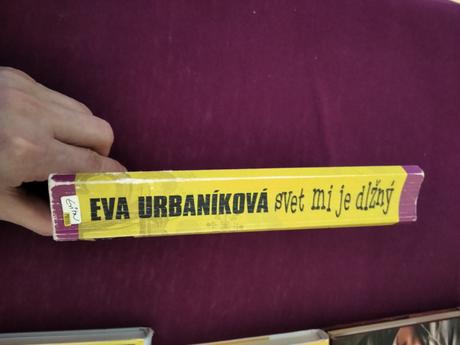 EVA URBANÍKOVÁ svet mi je dlžný